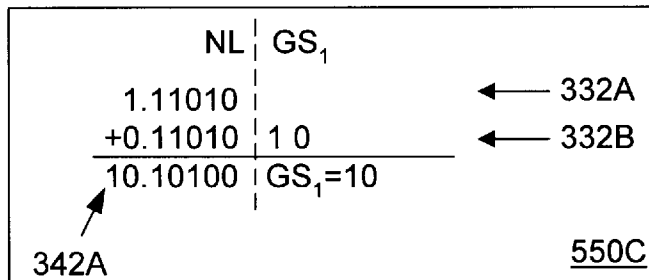 NL GS₁
1.11010 332A
+0.11010 1 0 332B
10.10100 GS₁=10
342A 550C